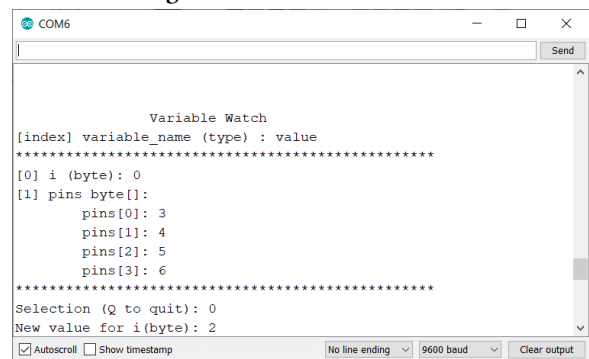 COM6
Send
Variable Watch
[index] variable_name (type) : value
**************************************************
[0] i (byte): 0
[1] pins byte[]:
pins[0]: 3
pins[1]: 4
pins[2]: 5
pins[3]: 6
**************************************************
Selection (Q to quit): 0
New value for i(byte): 2
Autoscroll Show timestamp No line ending 9600 baud Clear output